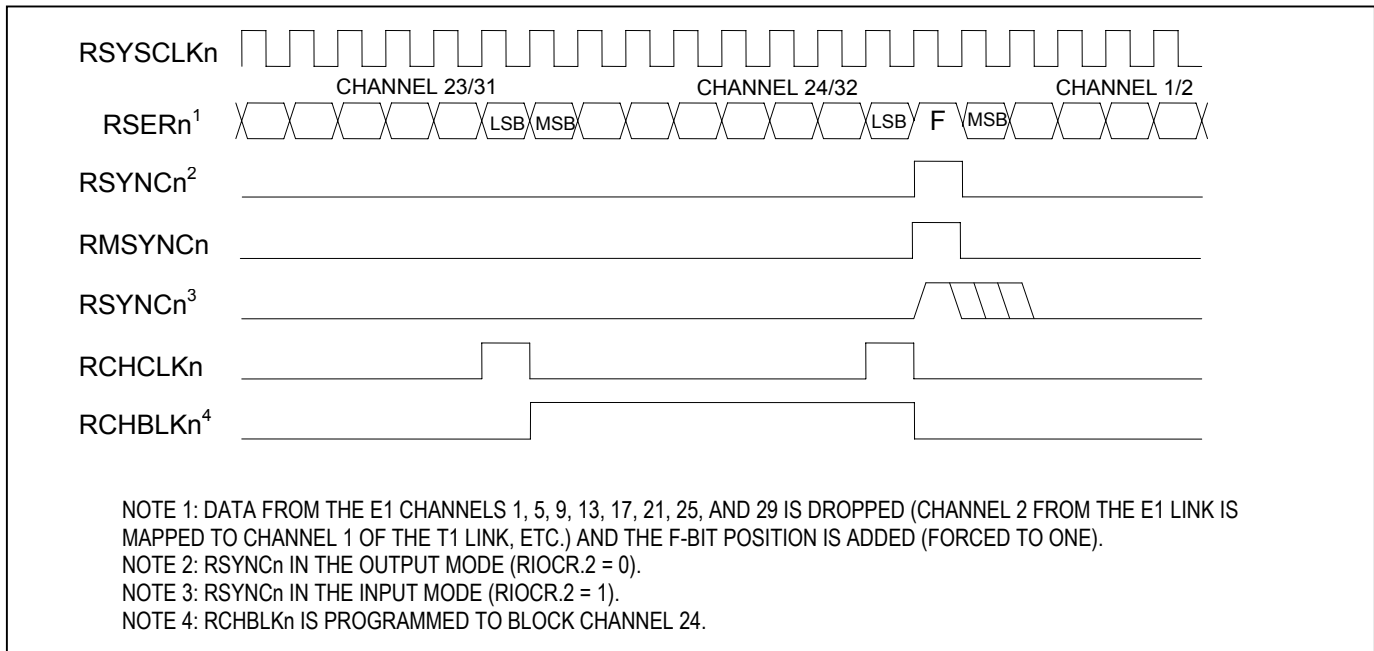 RSYSCLKn
CHANNEL 23/31 CHANNEL 24/32 CHANNEL 1/2
RSERn1 LSB MSB LSB F MSB
RSYNCn2
RMSYNCn
RSYNCn3
RCHCLKn
RCHBLKn4
NOTE 1: DATA FROM THE E1 CHANNELS 1, 5, 9, 13, 17, 21, 25, AND 29 IS DROPPED (CHANNEL 2 FROM THE E1 LINK IS
MAPPED TO CHANNEL 1 OF THE T1 LINK, ETC.) AND THE F-BIT POSITION IS ADDED (FORCED TO ONE).
NOTE 2: RSYNCn IN THE OUTPUT MODE (RIOCR.2 = 0).
NOTE 3: RSYNCn IN THE INPUT MODE (RIOCR.2 = 1).
NOTE 4: RCHBLKn IS PROGRAMMED TO BLOCK CHANNEL 24.